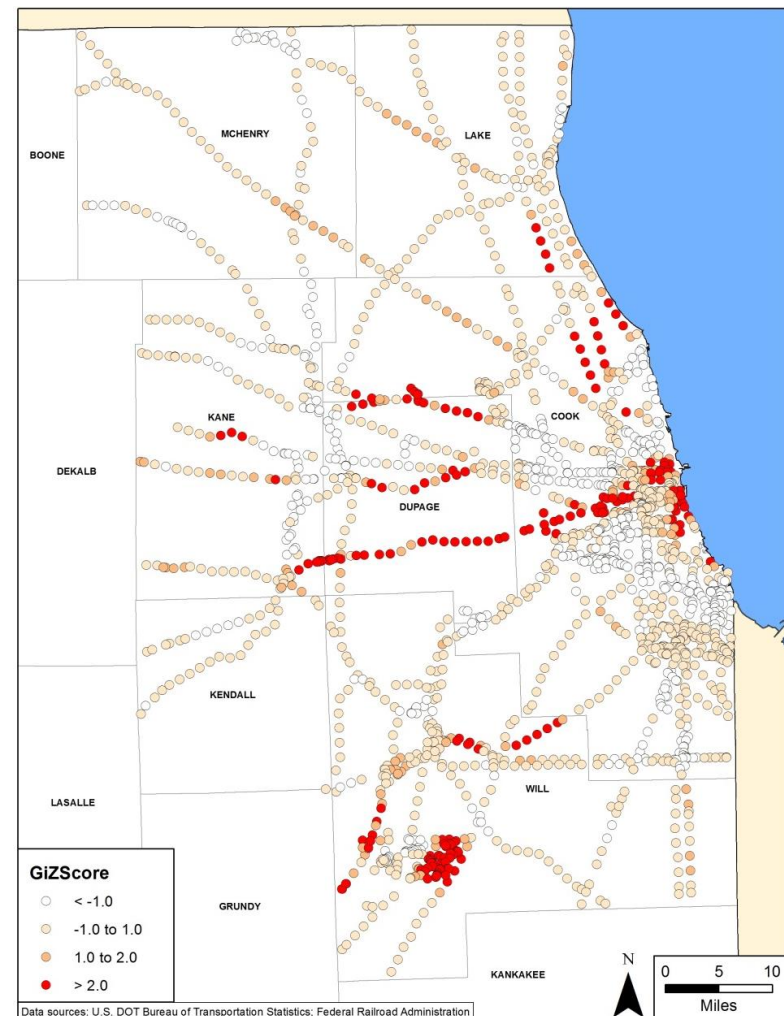 BOONE
MCHENRY
LAKE
KANE
COOK
DEKALB
DUPAGE
KENDALL
LASALLE
WILL
GRUNDY
KANKAKEE
GiZScore
< -1.0
-1.0 to 1.0
1.0 to 2.0
> 2.0
N
0 5 10
Miles
Data sources: U.S. DOT Bureau of Transportation Statistics; Federal Railroad Administration